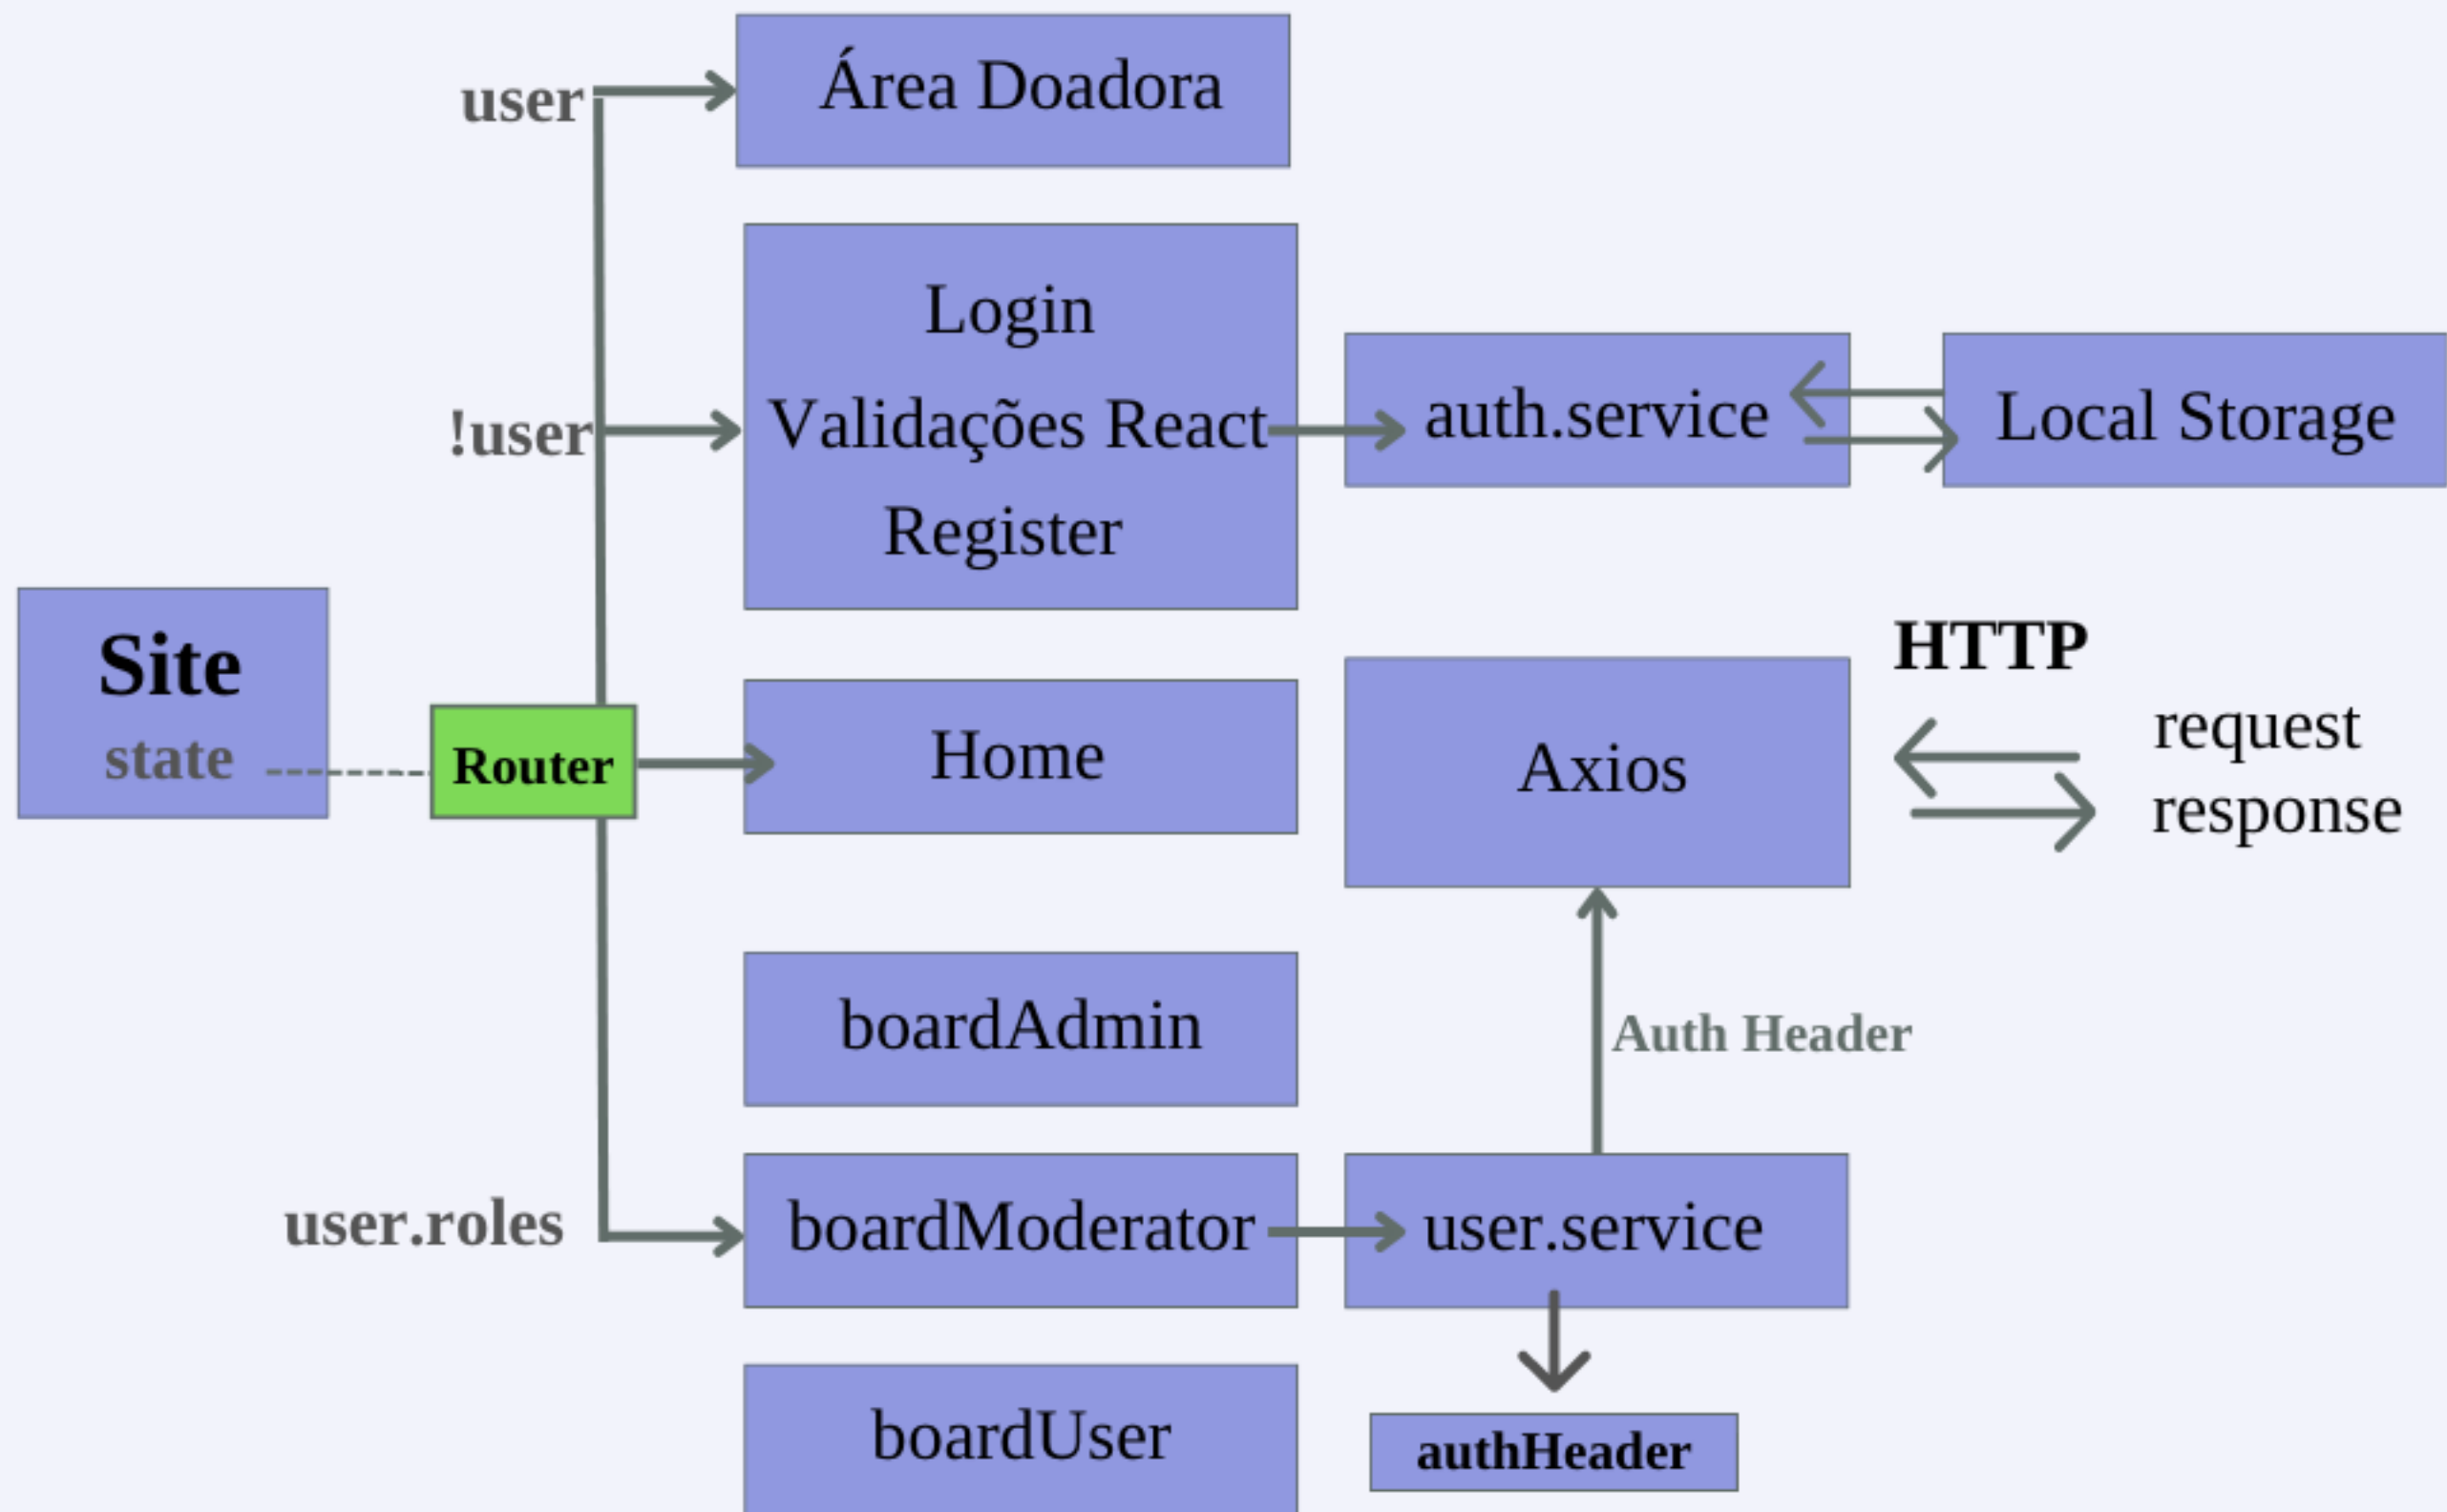 Área Doadora
user
Login
!user
Validações React
auth.service
Local Storage
Register
Site
state
Router
Home
Axios
HTTP
request
response
boardAdmin
Auth Header
user.roles
boardModerator
user.service
boardUser
authHeader